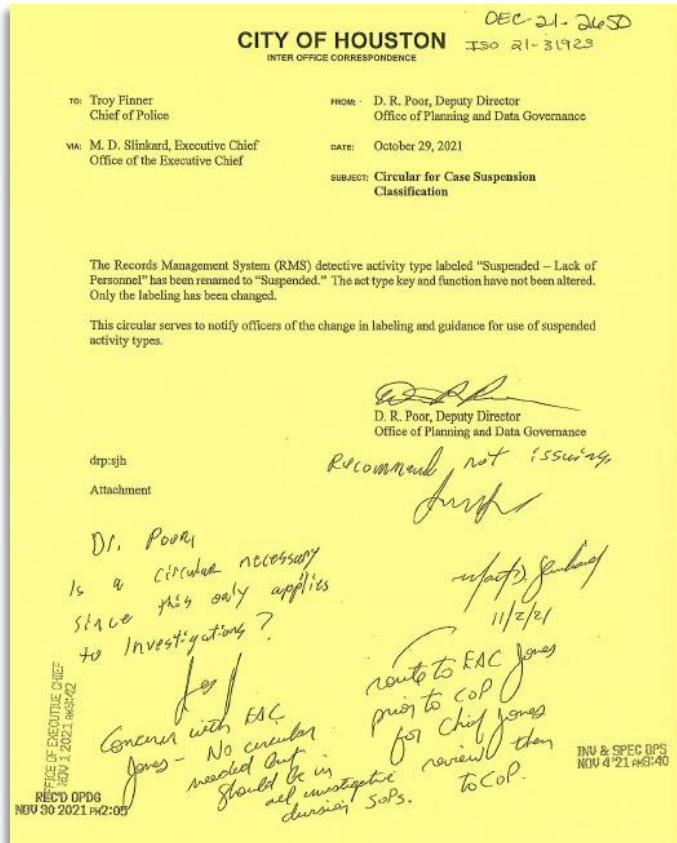 DEC-21-2650
ISO 21-31923
CITY OF HOUSTON
INTER OFFICE CORRESPONDENCE
TO: Troy Finner
Chief of Police
FROM: D. R. Poor, Deputy Director
Office of Planning and Data Governance
VIA: M. D. Slinkard, Executive Chief
Office of the Executive Chief
DATE: October 29, 2021
SUBJECT: Circular for Case Suspension
Classification
The Records Management System (RMS) detective activity type labeled “Suspended – Lack of
Personnel” has been renamed to “Suspended.” The act type key and function have not been altered.
Only the labeling has been changed.
This circular serves to notify officers of the change in labeling and guidance for use of suspended
activity types.
D. R. Poor, Deputy Director
Office of Planning and Data Governance
drp:sjh
Attachment
Recommend not issuing.
Dr. Poor,
Is a circular necessary
since this only applies
to investigations?
11/2/21
route to EAC Jones
prior to COP
for Chief Jones
review then
to COP.
Concur with EAC
Jones - No circular
needed but
should be in
all investigative
division SOPs.
OFFICE OF EXECUTIVE CHIEF
NOV 1 2021
REC'D OPDG
NOV 30 2021 PM2:05
INV & SPEC OPS
NOV 4 '21 AM9:40